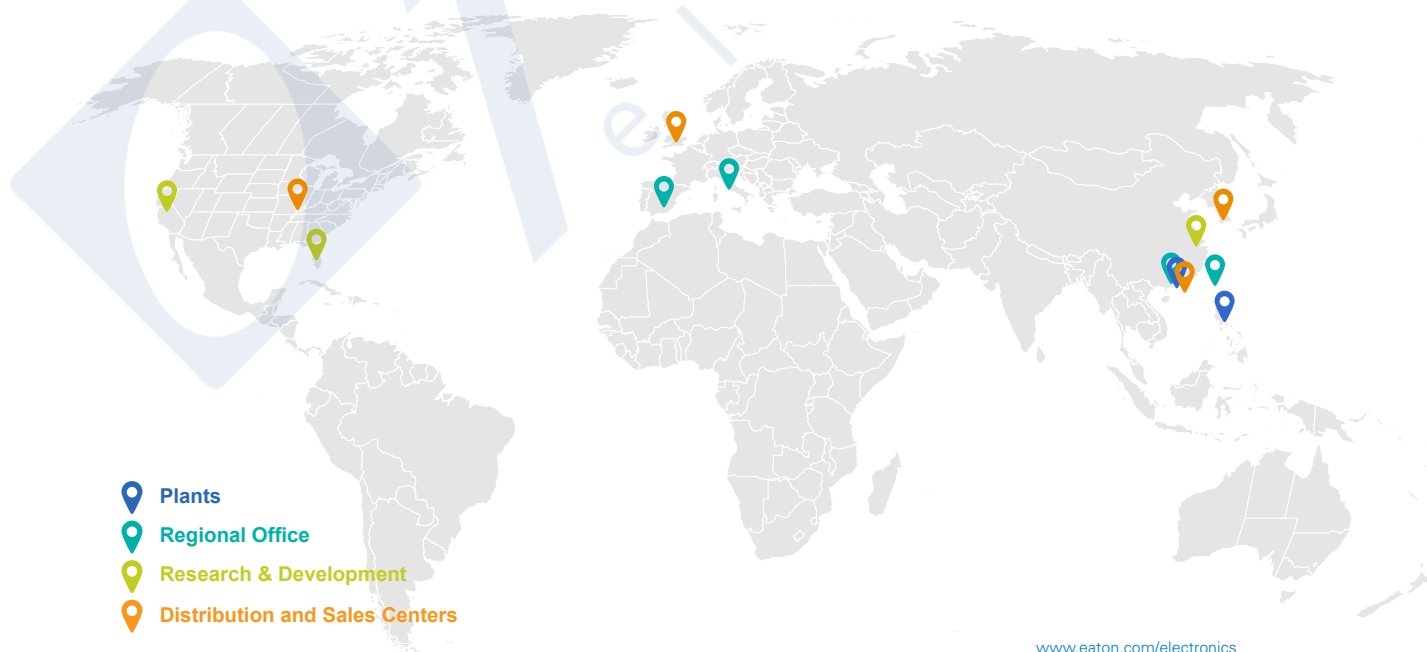 Plants
Regional Office
Research & Development
Distribution and Sales Centers
www.eaton.com/electronics